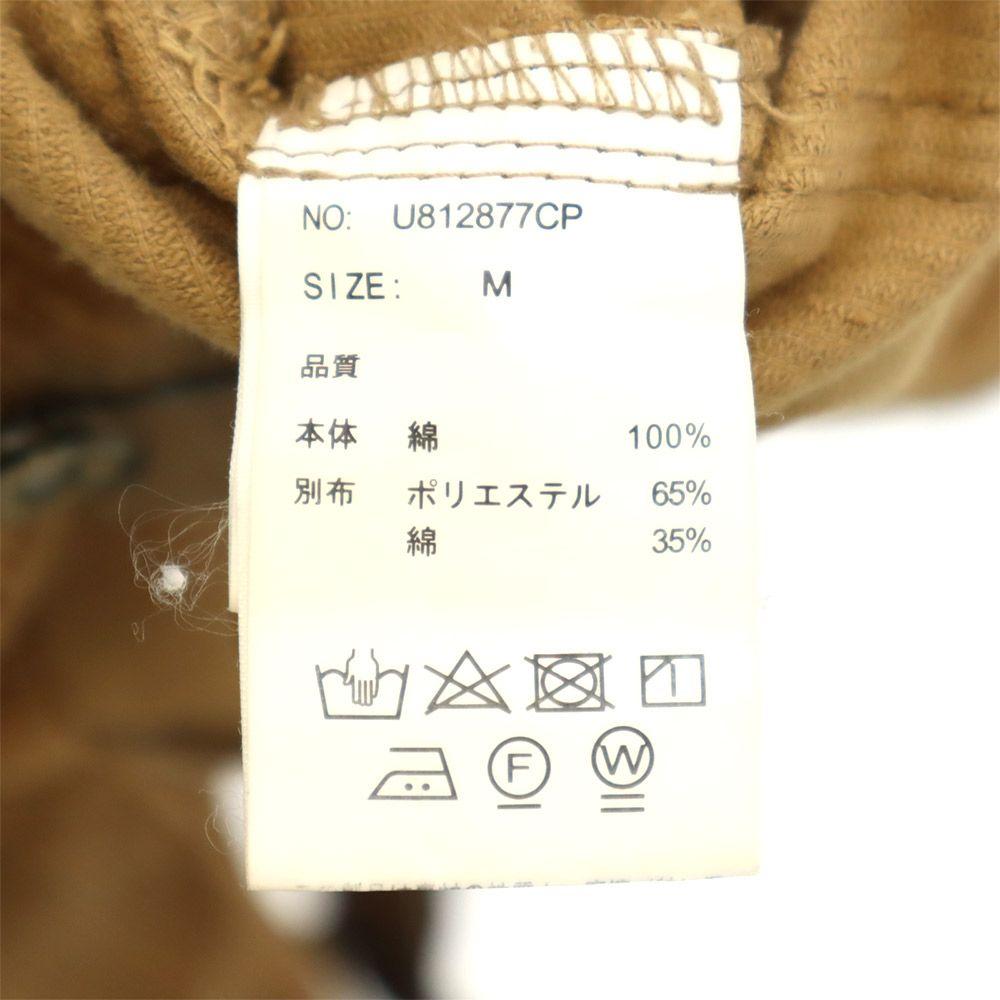 NO: U812877CP
SIZE: M
品質
本体 綿 100%
別布 ポリエステル 65%
綿 35%
F W